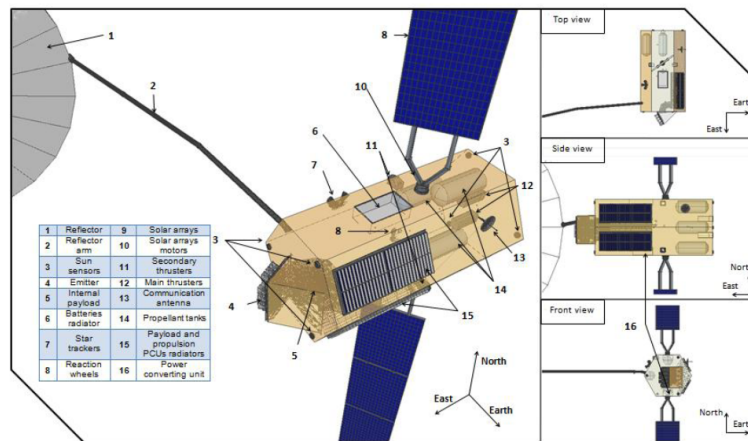 1
8
Top view
Earth
East
2
10
6
11
3
7
12
Side view
8
13
North
East
14
3
4
15
5
1 Reflector 9 Solar arrays
2 Reflector arm 10 Solar arrays motors
3 Sun sensors 11 Secondary thrusters
4 Emitter 12 Main thrusters
5 Internal payload 13 Communication antenna
6 Batteries radiator 14 Propellant tanks
7 Star trackers 15 Payload and propulsion PCUs radiators
8 Reaction wheels 16 Power converting unit
North
East
Earth
Front view
16
North
Earth